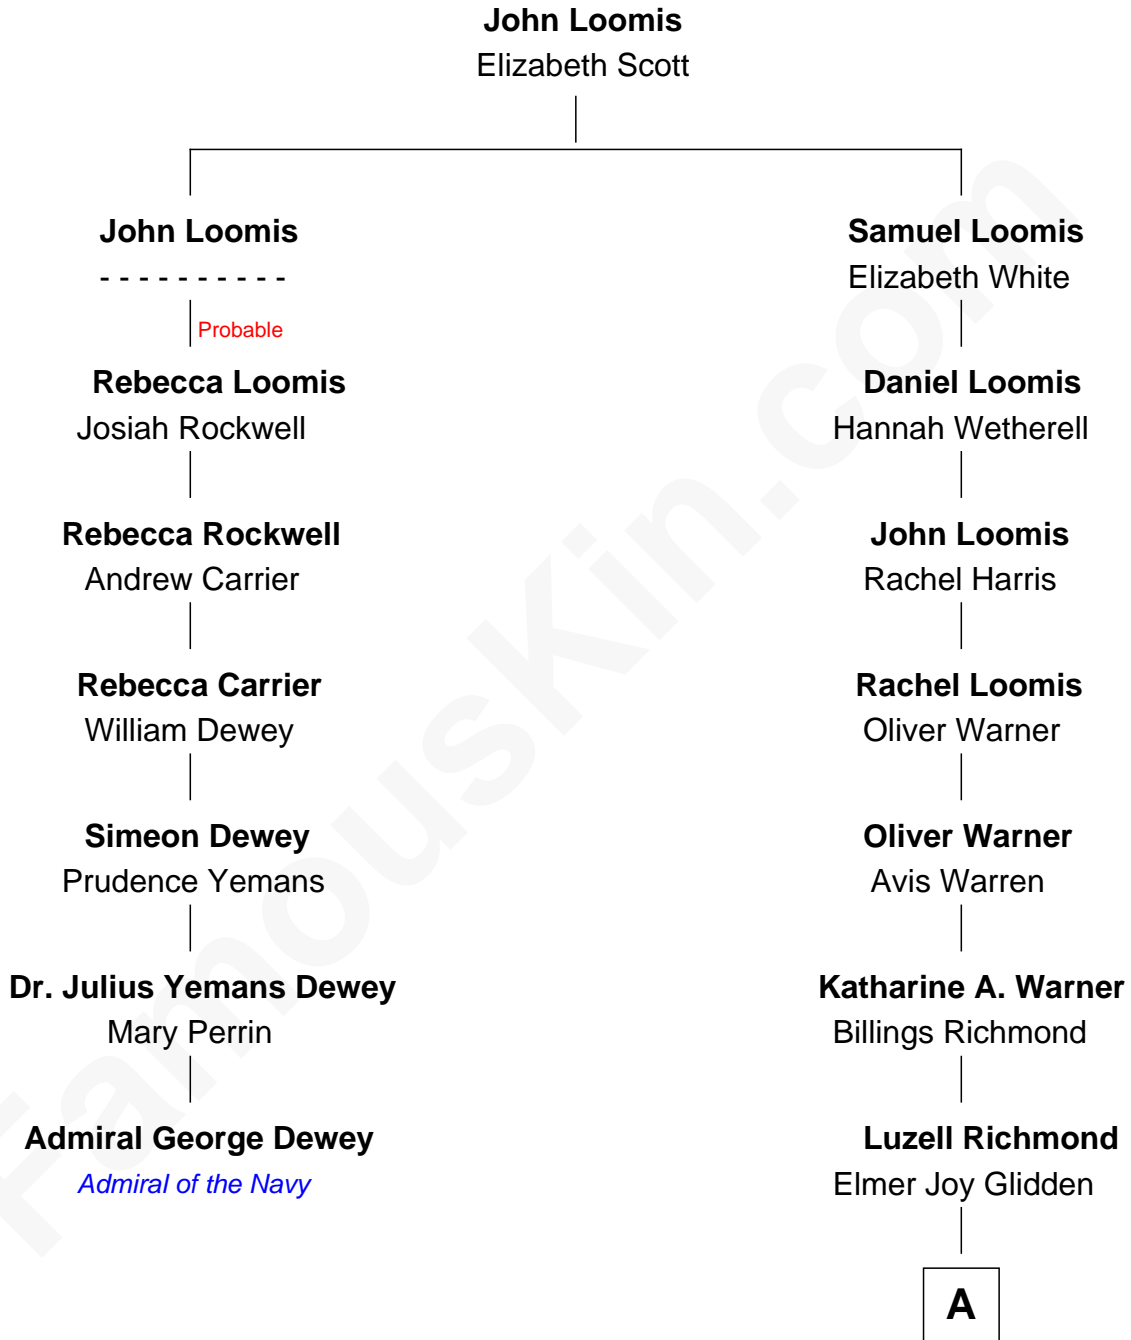 John Loomis
Elizabeth Scott
John Loomis
- - - - - - - - - -
Probable
Rebecca Loomis
Josiah Rockwell
Rebecca Rockwell
Andrew Carrier
Rebecca Carrier
William Dewey
Simeon Dewey
Prudence Yemans
Dr. Julius Yemans Dewey
Mary Perrin
Admiral George Dewey
Admiral of the Navy
Samuel Loomis
Elizabeth White
Daniel Loomis
Hannah Wetherell
John Loomis
Rachel Harris
Rachel Loomis
Oliver Warner
Oliver Warner
Avis Warren
Katharine A. Warner
Billings Richmond
Luzell Richmond
Elmer Joy Glidden
A
FamousKin.com